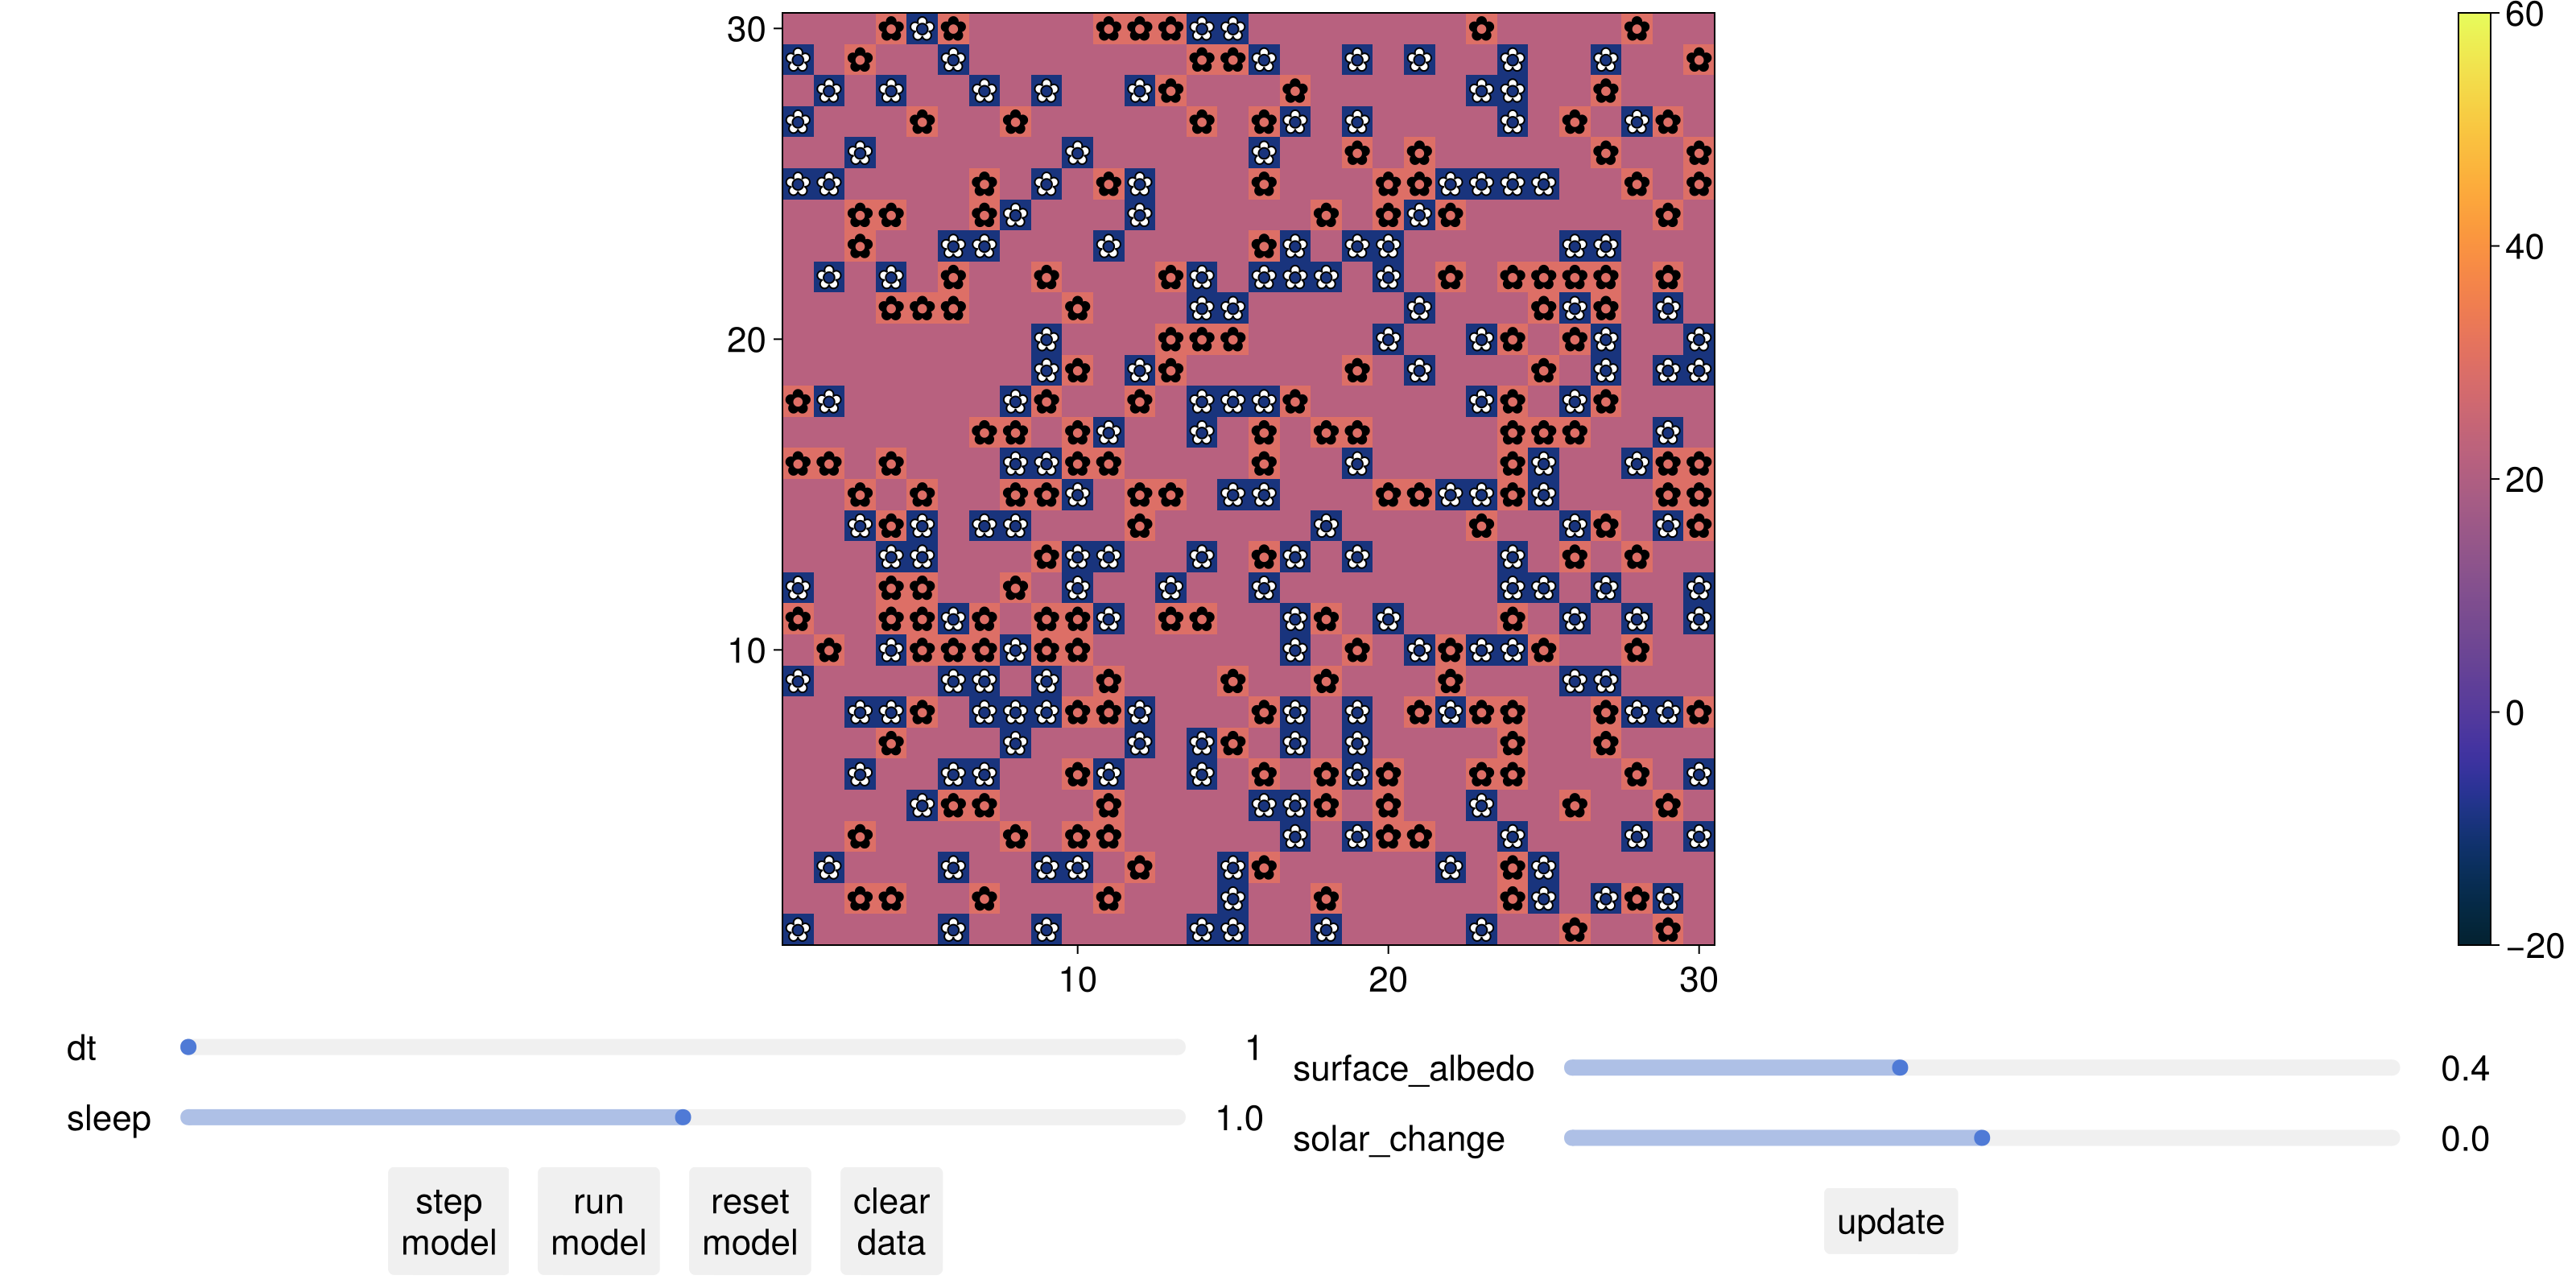 30
20
10
10
20
30
60
40
20
0
−20
dt
1
sleep
1.0
surface_albedo
0.4
solar_change
0.0
step
model
run
model
reset
model
clear
data
update